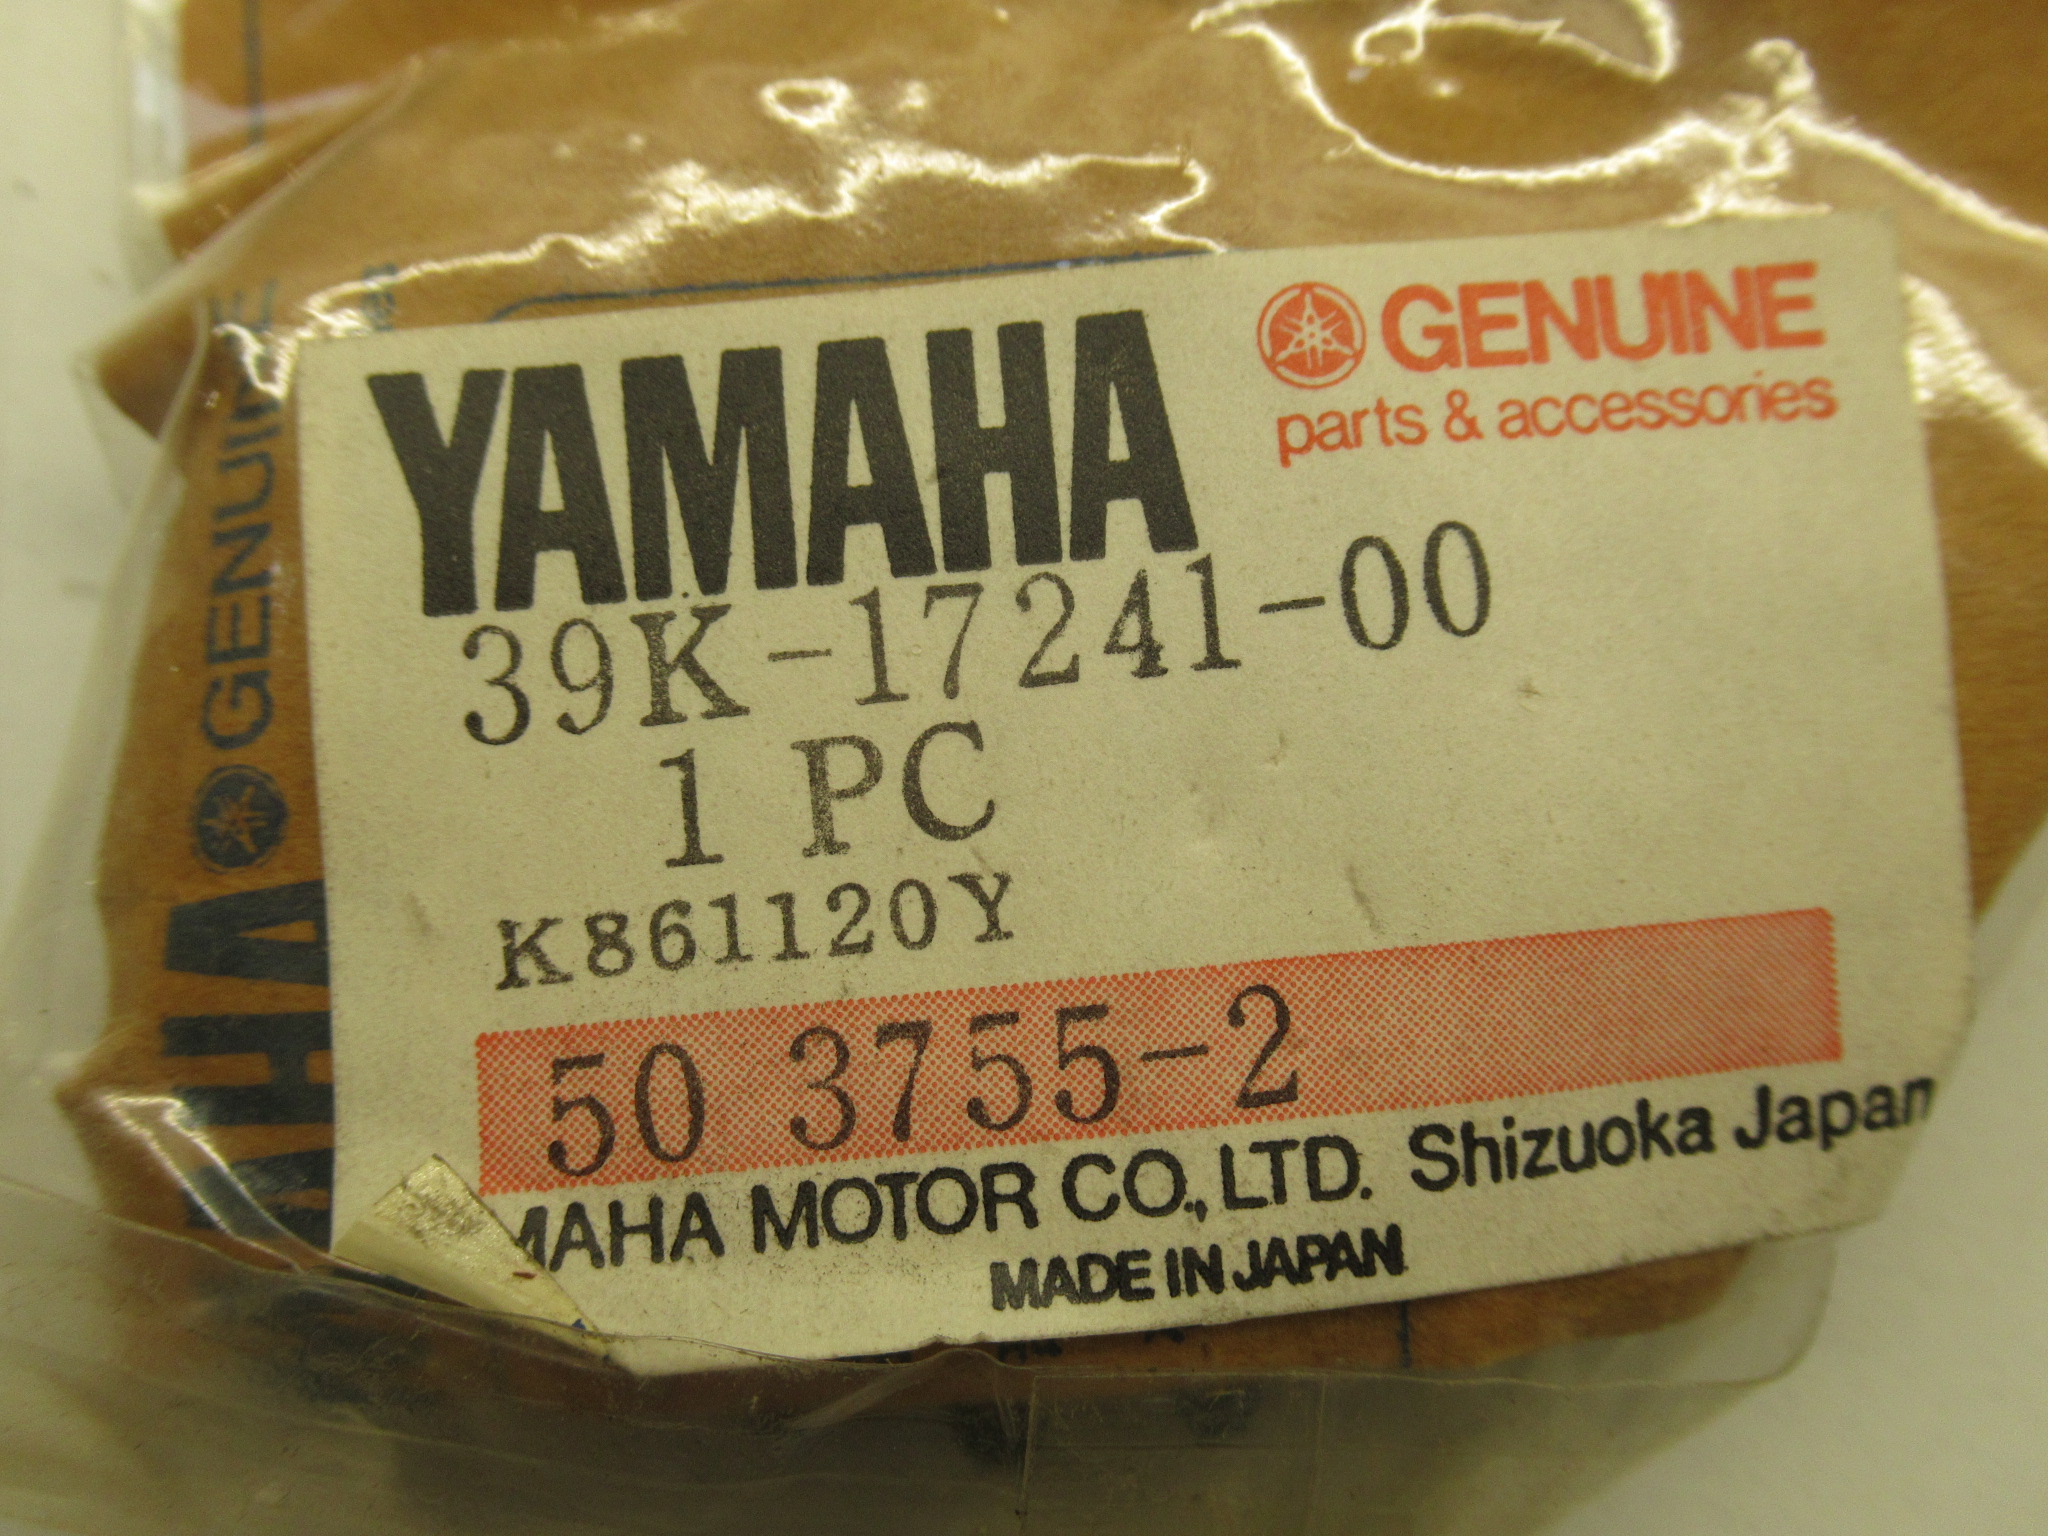 YAMAHA
GENUINE
parts & accessories
39K-17241-00
1 PC
K861120Y
50 3755-2
MAHA MOTOR CO., LTD. Shizuoka Japan
MADE IN JAPAN
AHA GENUINE